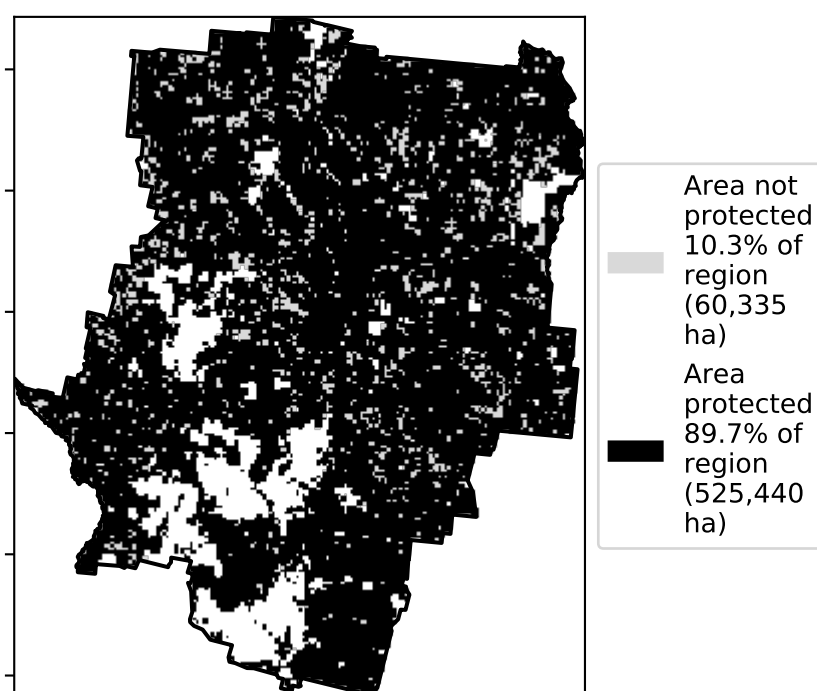 Area not
protected
10.3% of
region
(60,335
ha)
Area
protected
89.7% of
region
(525,440
ha)